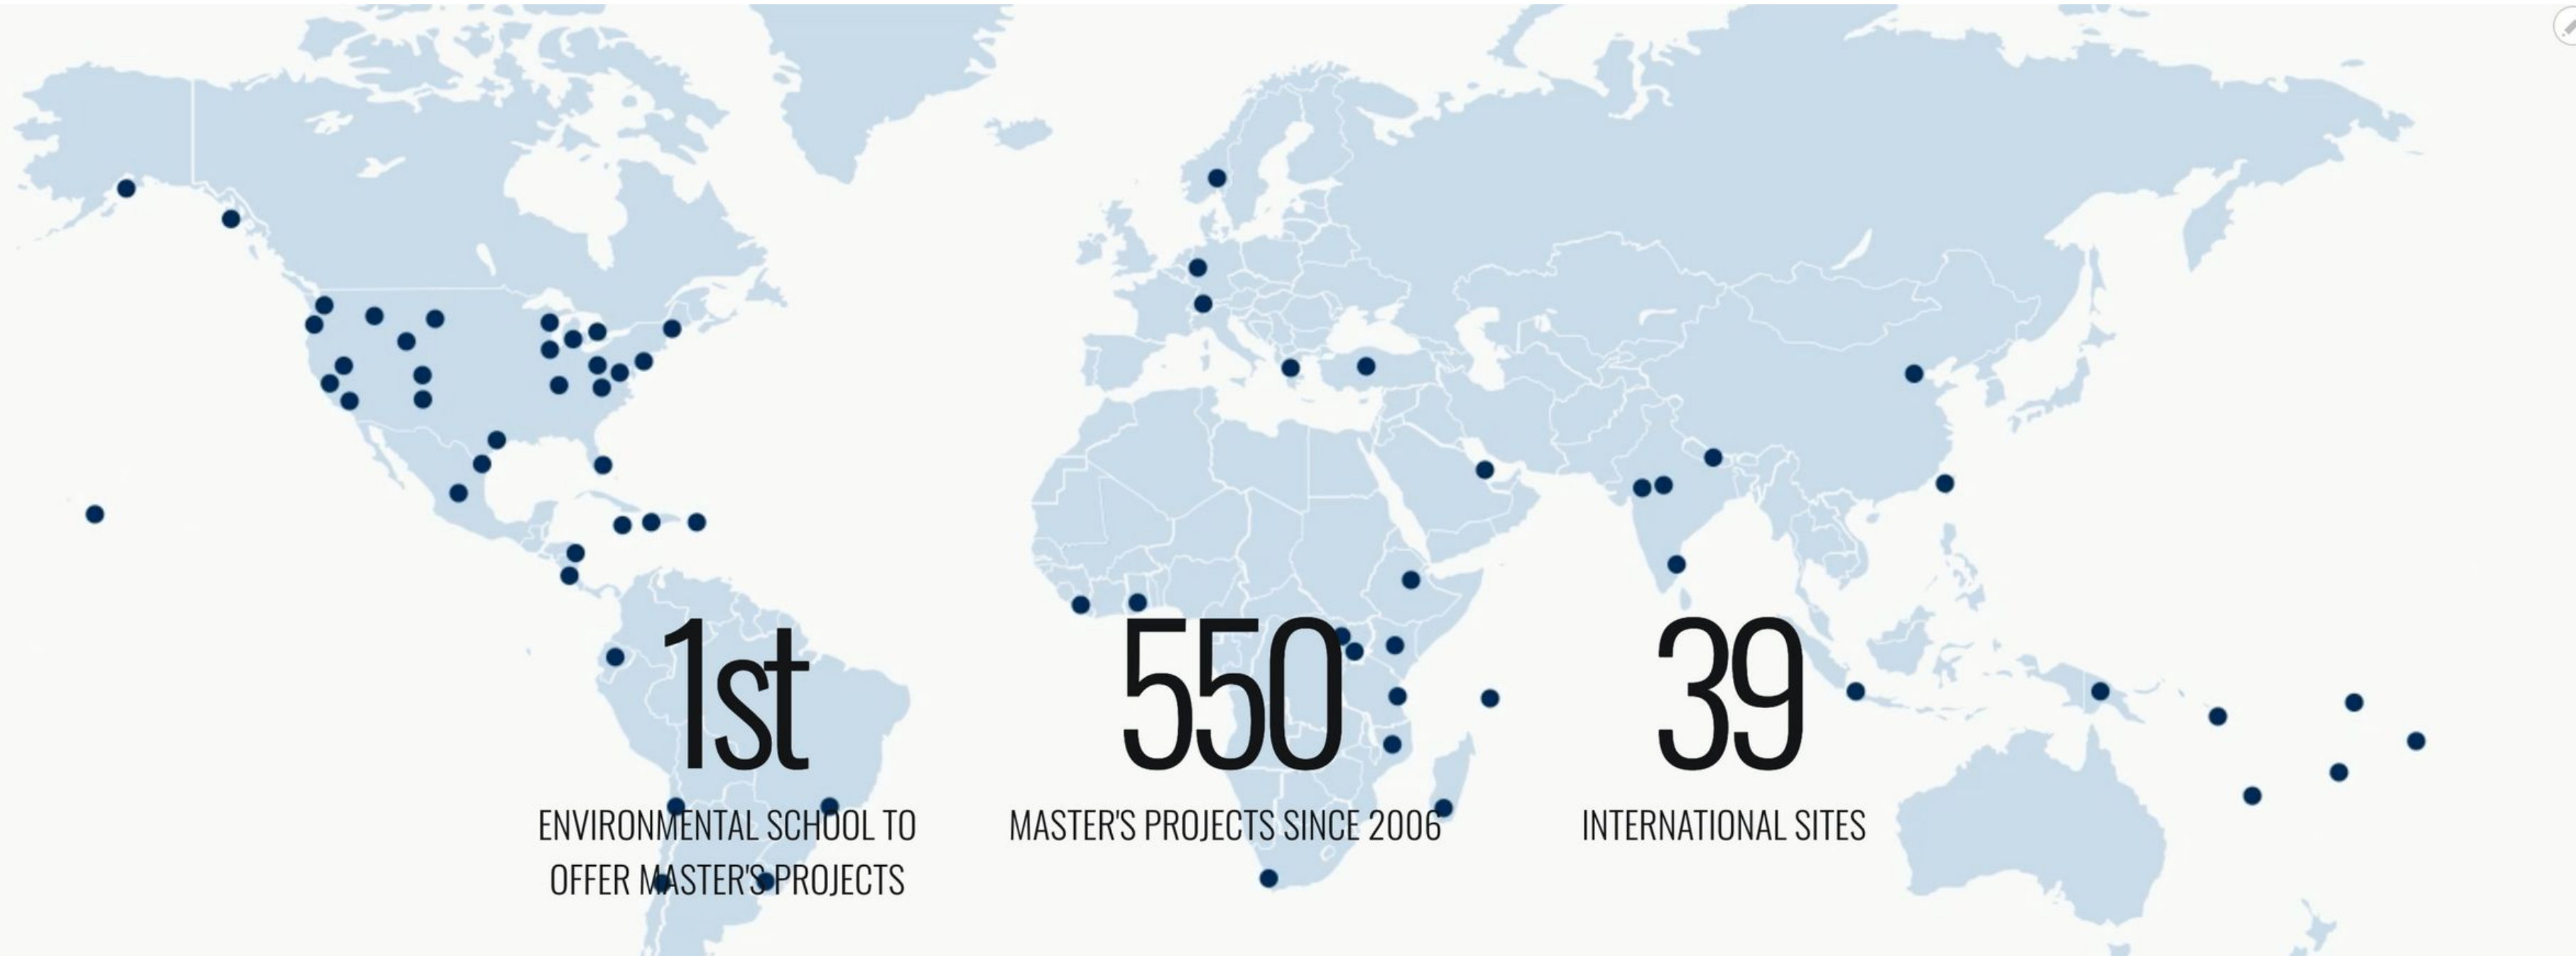 1st
ENVIRONMENTAL SCHOOL TO
OFFER MASTER'S PROJECTS
550
MASTER'S PROJECTS SINCE 2006
39
INTERNATIONAL SITES